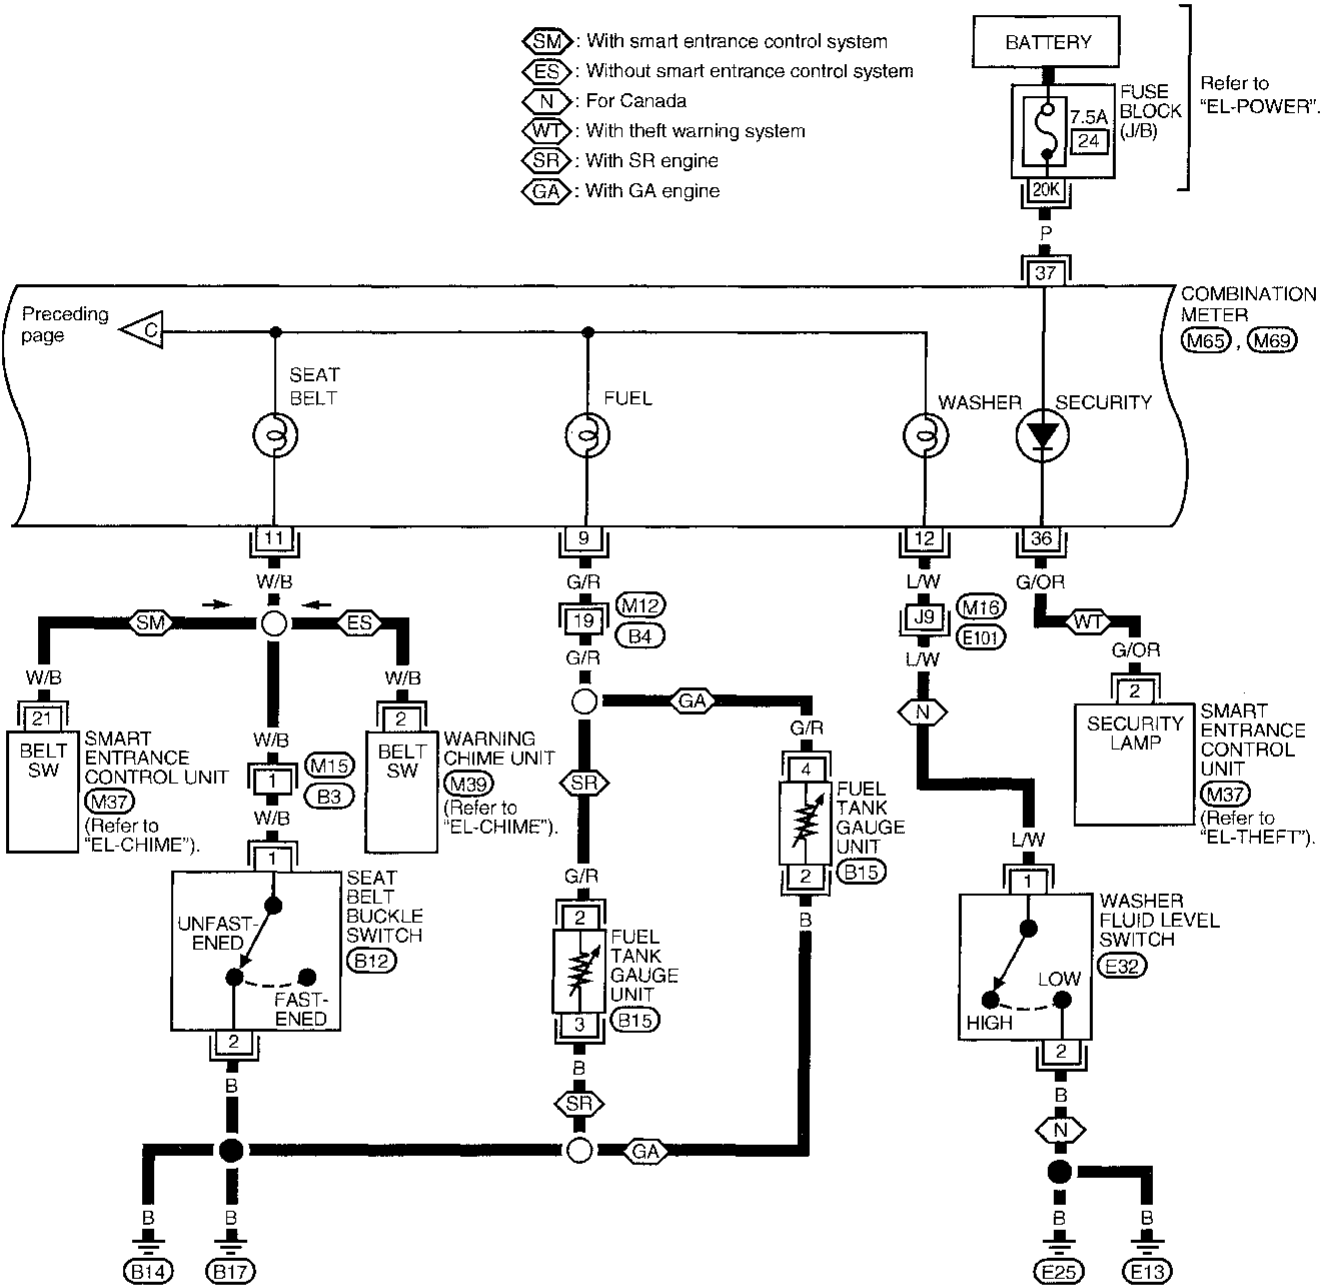 SM : With smart entrance control system
ES : Without smart entrance control system
N : For Canada
WT : With theft warning system
SR : With SR engine
GA : With GA engine
BATTERY
7.5A
24
FUSE
BLOCK
(J/B)
Refer to
"EL-POWER".
20K
P
37
COMBINATION
METER
M65 , M69
Preceding
page
C
SEAT
BELT
FUEL
WASHER
SECURITY
11
9
12
36
W/B
G/R
L/W
G/OR
SM
ES
19
M12
B4
J9
M16
E101
WT
W/B
W/B
G/R
L/W
G/OR
21
BELT
SW
SMART
ENTRANCE
CONTROL UNIT
M37
(Refer to
"EL-CHIME").
W/B
1
M15
B3
W/B
2
BELT
SW
WARNING
CHIME UNIT
M39
(Refer to
"EL-CHIME").
GA
G/R
SR
4
FUEL
TANK
GAUGE
UNIT
B15
2
B
N
2
SECURITY
LAMP
SMART
ENTRANCE
CONTROL
UNIT
M37
(Refer to
"EL-THEFT").
L/W
1
UNFAST-
ENED
FAST-
ENED
SEAT
BELT
BUCKLE
SWITCH
B12
2
B
G/R
2
FUEL
TANK
GAUGE
UNIT
B15
3
B
SR
GA
1
WASHER
FLUID LEVEL
SWITCH
E32
LOW
HIGH
2
B
N
B
B
B
B
B14
B17
E25
E13